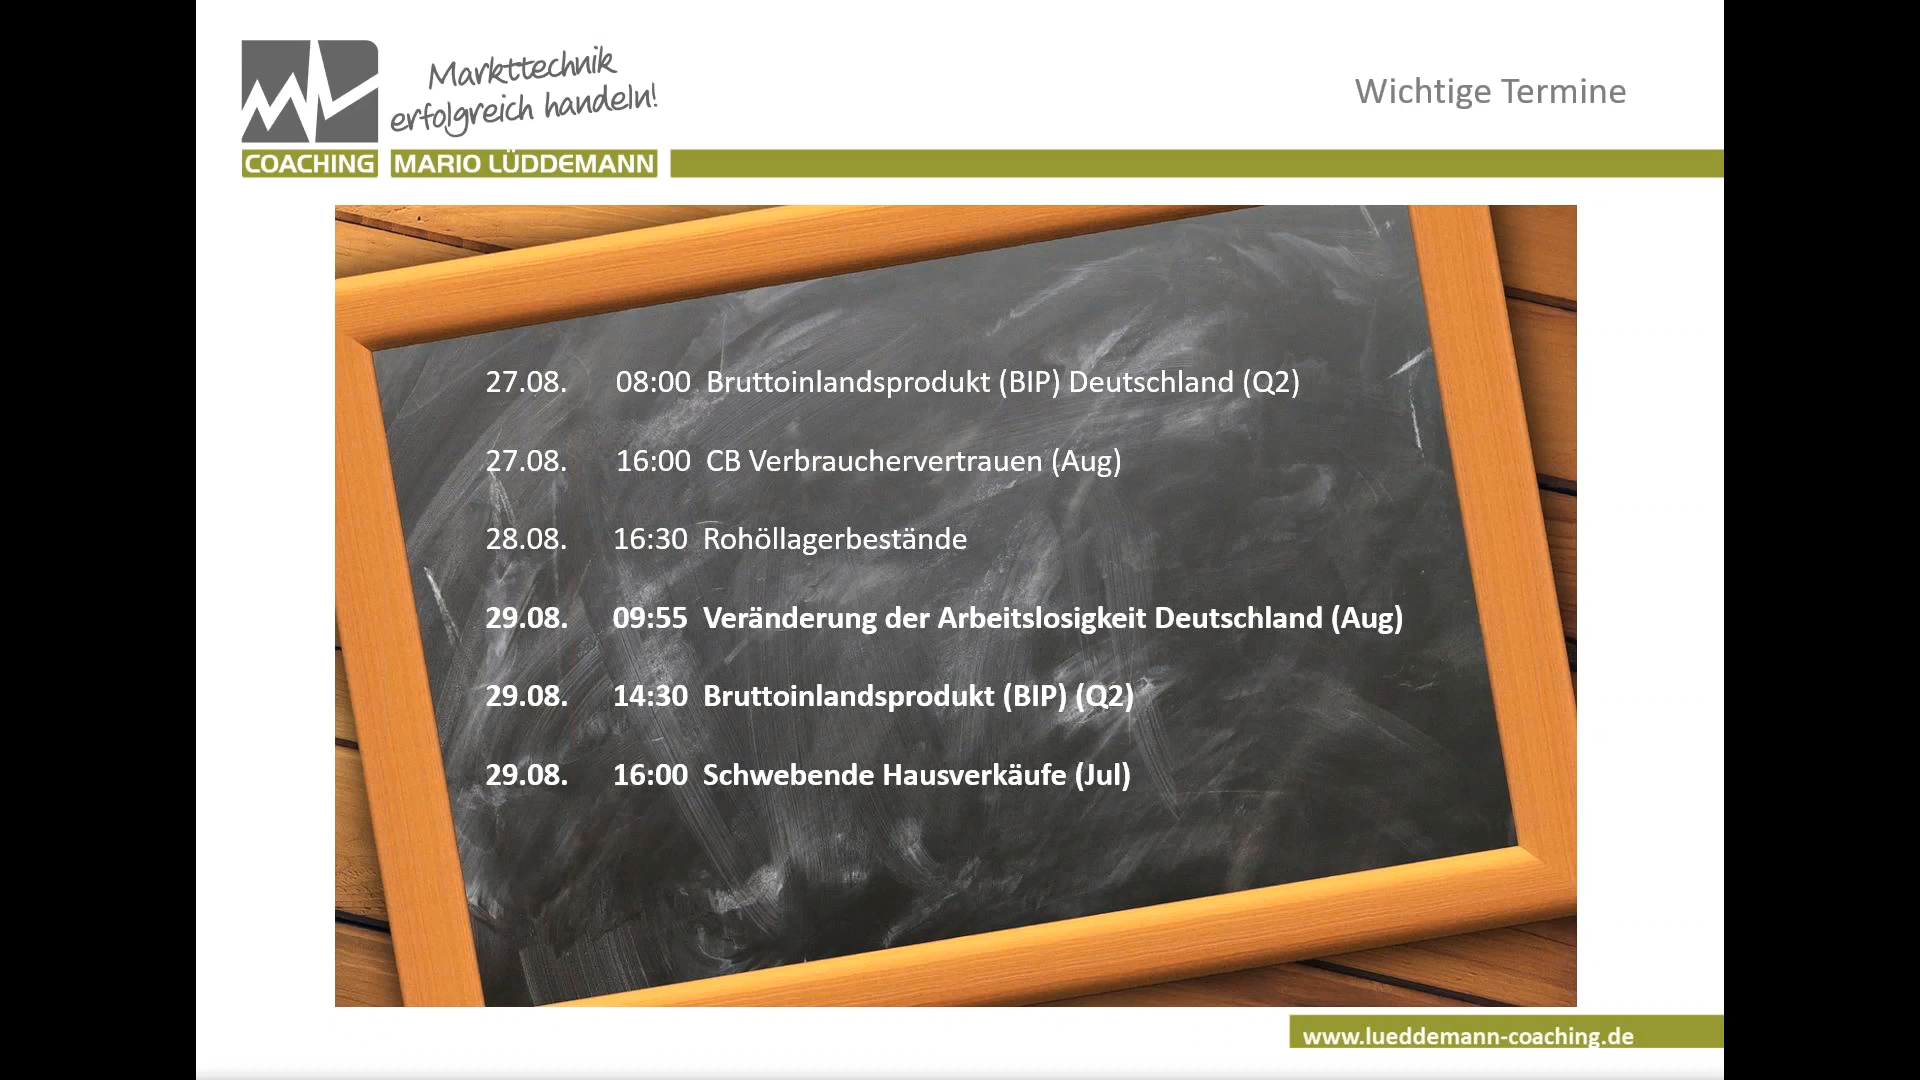 Markttechnik
erfolgreich handeln!
COACHING MARIO LÜDDEMANN
Wichtige Termine
27.08. 08:00 Bruttoinlandsprodukt (BIP) Deutschland (Q2)
27.08. 16:00 CB Verbrauchervertrauen (Aug)
28.08. 16:30 Rohöllagerbestände
29.08. 09:55 Veränderung der Arbeitslosigkeit Deutschland (Aug)
29.08. 14:30 Bruttoinlandsprodukt (BIP) (Q2)
29.08. 16:00 Schwebende Hausverkäufe (Jul)
www.lueddemann-coaching.de